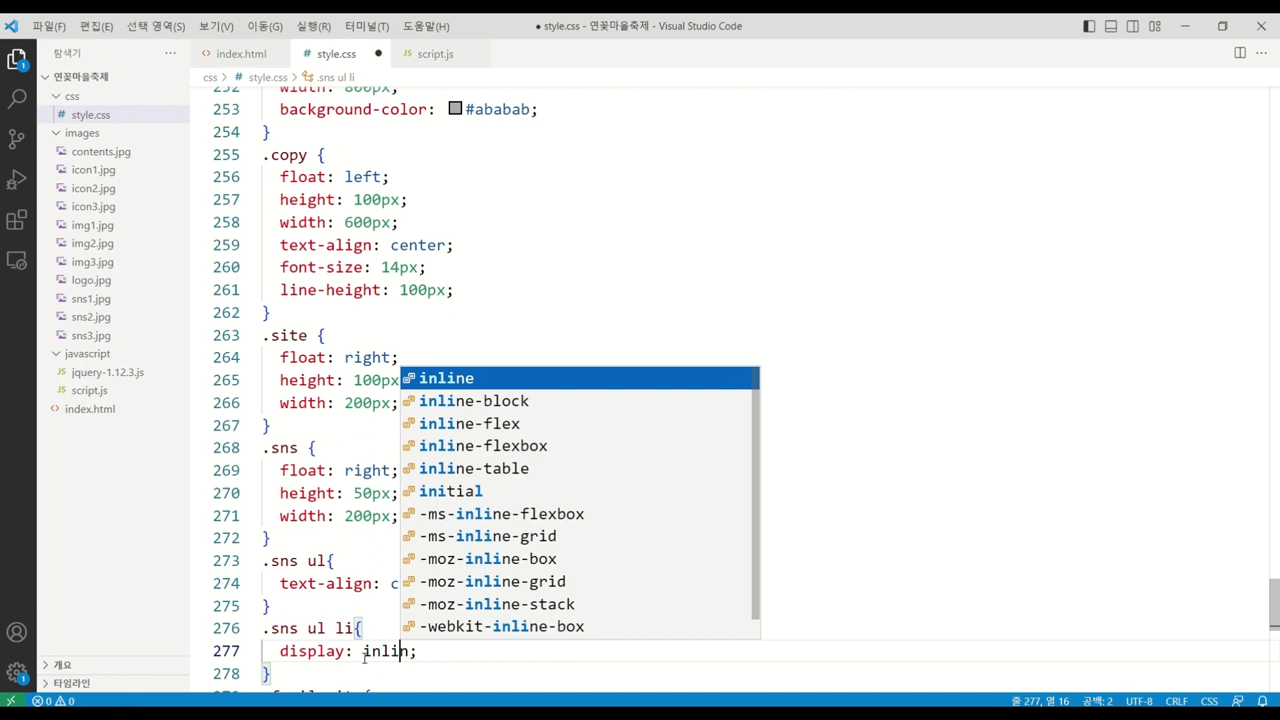 파일(F) 편집(E) 선택 영역(S) 보기(V) 이동(G) 실행(R) 터미널(T) 도움말(H) ● style.css - 연꽃마을축제 - Visual Studio Code
탐색기 ···
index.html # style.css ● JS script.js
css > # style.css > .sns ul li
연꽃마을축제
css
# style.css
images
contents.jpg
icon1.jpg
icon2.jpg
icon3.jpg
img1.jpg
img2.jpg
img3.jpg
logo.jpg
sns1.jpg
sns2.jpg
sns3.jpg
javascript
JS jquery-1.12.3.js
JS script.js
<> index.html
개요
타임라인
252 width: 800px;
253 background-color: #ababab;
254 }
255 .copy {
256 float: left;
257 height: 100px;
258 width: 600px;
259 text-align: center;
260 font-size: 14px;
261 line-height: 100px;
262 }
263 .site {
264 float: right;
265 height: 100px
266 width: 200px;
267 }
268 .sns {
269 float: right;
270 height: 50px;
271 width: 200px;
272 }
273 .sns ul{
274 text-align: c
275 }
276 .sns ul li{
277 display: inlin;
278 }
inline
inline-block
inline-flex
inline-flexbox
inline-table
initial
-ms-inline-flexbox
-ms-inline-grid
-moz-inline-box
-moz-inline-grid
-moz-inline-stack
-webkit-inline-box
0 0 줄 277, 열 16 공백: 2 UTF-8 CRLF CSS